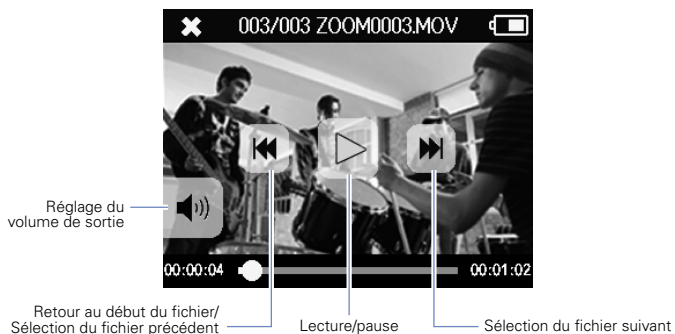 003/003 ZOOM0003.MOV
Réglage du
volume de sortie
00:00:04
00:01:02
Retour au début du fichier/
Sélection du fichier précédent
Lecture/pause
Sélection du fichier suivant